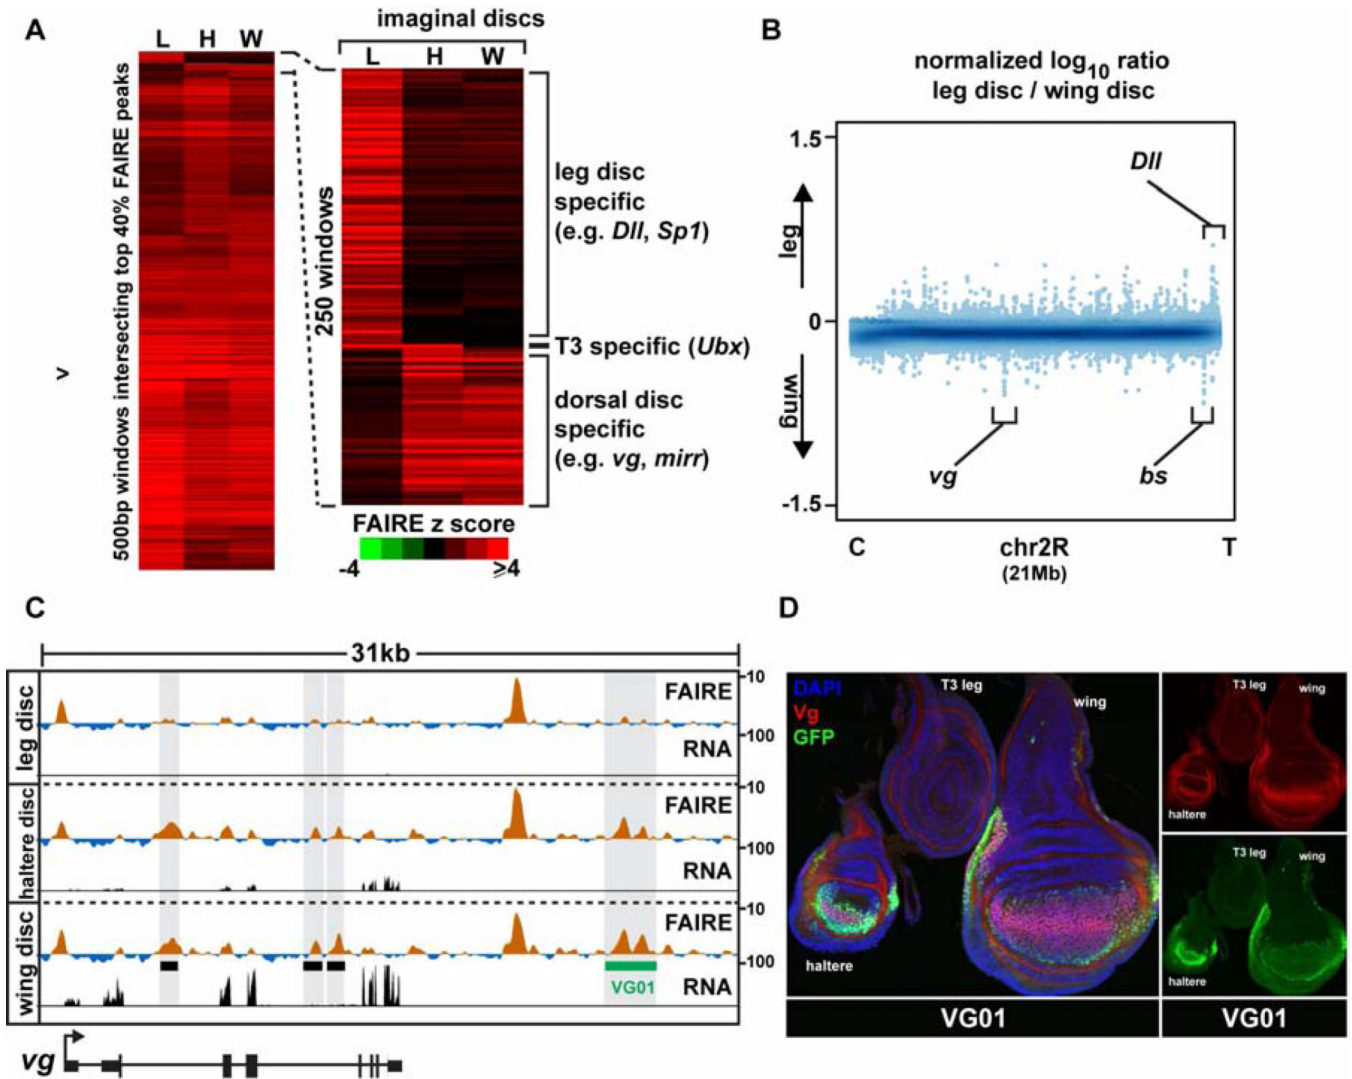 A
L H W
500bp windows intersecting top 40% FAIRE peaks
>
imaginal discs
L H W
250 windows
leg disc
specific
(e.g. Dll, Sp1)
T3 specific (Ubx)
dorsal disc
specific
(e.g. vg, mirr)
FAIRE z score
-4 ≥4
B
normalized log10 ratio
leg disc / wing disc
1.5
0
-1.5
leg
wing
Dll
vg
bs
C chr2R T
(21Mb)
C
31kb
leg disc
FAIRE
10
RNA
100
haltere disc
FAIRE
10
RNA
100
wing disc
FAIRE
10
RNA
100
VG01
vg
D
DAPI
Vg
GFP
T3 leg
wing
haltere
VG01
T3 leg
wing
haltere
T3 leg
wing
haltere
VG01